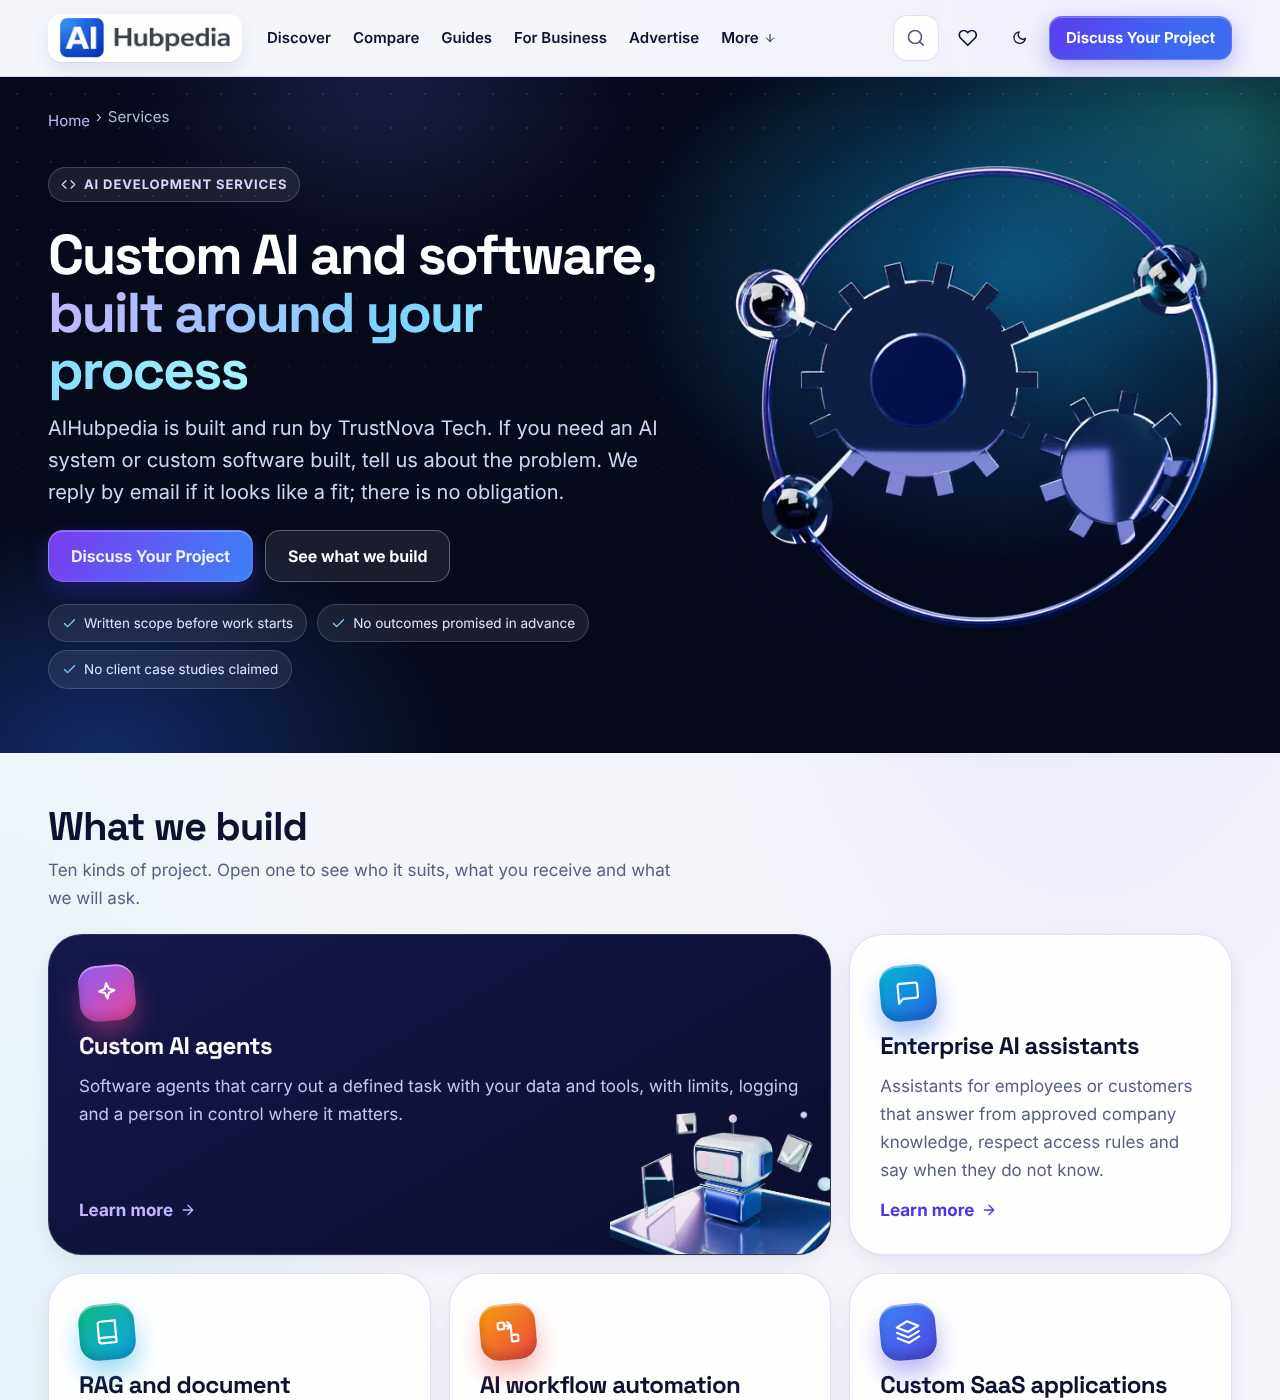 AI Hubpedia
Discover
Compare
Guides
For Business
Advertise
More
Discuss Your Project
Home › Services
AI DEVELOPMENT SERVICES
Custom AI and software,
built around your
process
AIHubpedia is built and run by TrustNova Tech. If you need an AI
system or custom software built, tell us about the problem. We
reply by email if it looks like a fit; there is no obligation.
Discuss Your Project
See what we build
Written scope before work starts
No outcomes promised in advance
No client case studies claimed
What we build
Ten kinds of project. Open one to see who it suits, what you receive and what
we will ask.
Custom AI agents
Software agents that carry out a defined task with your data and tools, with limits, logging
and a person in control where it matters.
Learn more
Enterprise AI assistants
Assistants for employees or customers
that answer from approved company
knowledge, respect access rules and
say when they do not know.
Learn more
RAG and document
AI workflow automation
Custom SaaS applications